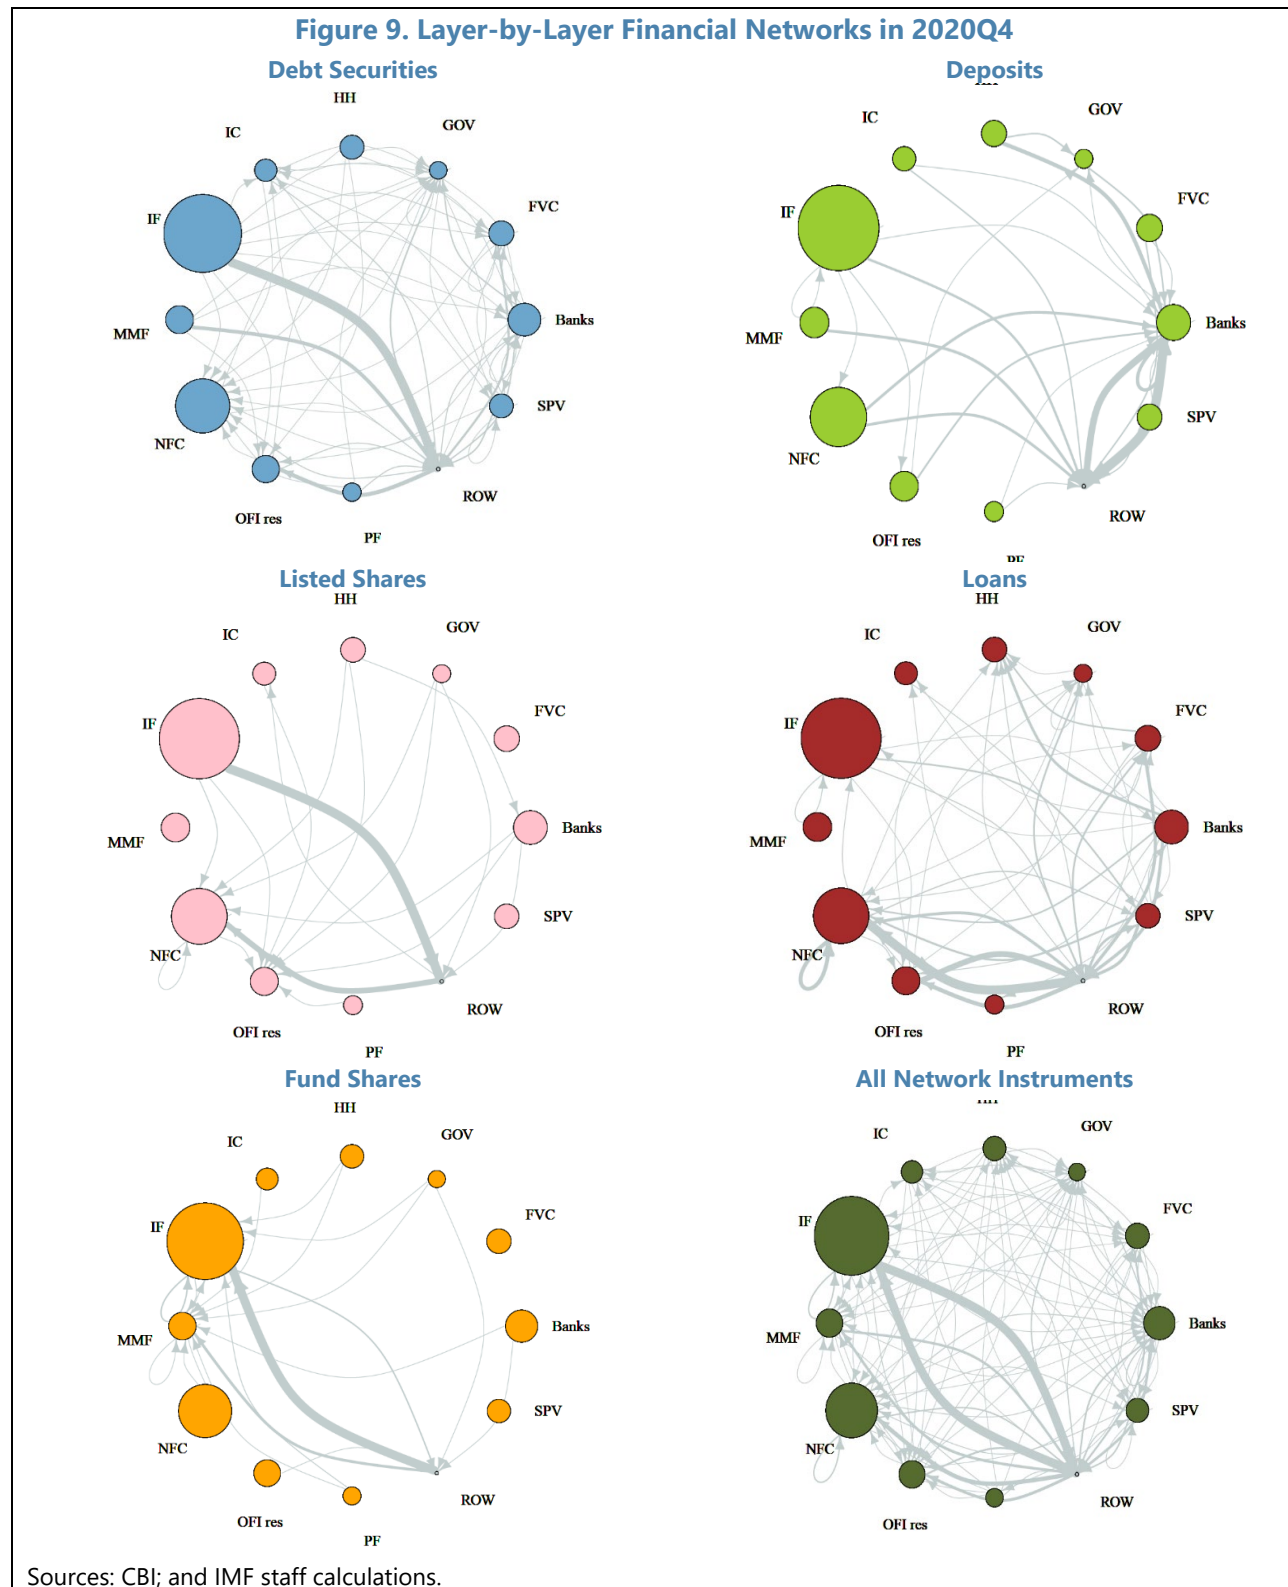 Figure 9. Layer-by-Layer Financial Networks in 2020Q4
Debt Securities
HH
IC
GOV
IF
FVC
MMF
Banks
NFC
SPV
OFI res
ROW
PF
Deposits
IC
GOV
IF
FVC
MMF
Banks
NFC
SPV
OFI res
ROW
PF
Listed Shares
HH
IC
GOV
IF
FVC
MMF
Banks
NFC
SPV
OFI res
ROW
PF
Loans
HH
IC
GOV
IF
FVC
MMF
Banks
NFC
SPV
OFI res
ROW
PF
Fund Shares
HH
IC
GOV
IF
FVC
MMF
Banks
NFC
SPV
OFI res
ROW
PF
All Network Instruments
HH
IC
GOV
IF
FVC
MMF
Banks
NFC
SPV
OFI res
ROW
Sources: CBI; and IMF staff calculations.